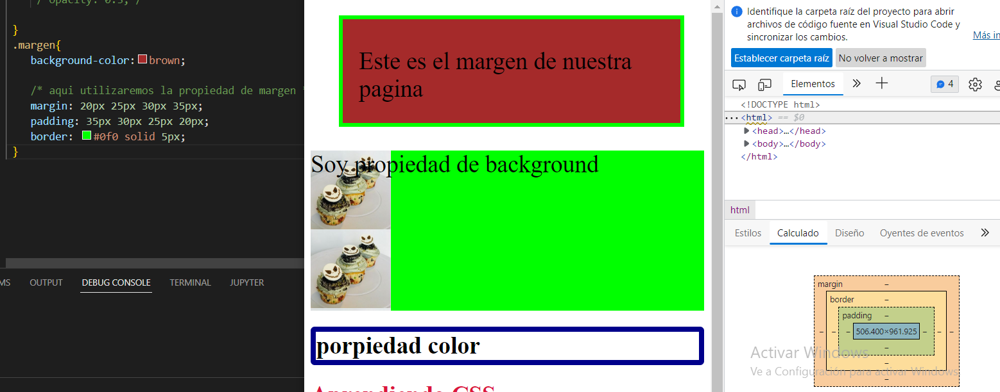 / opacity: 0.5; /
}
.margen{
background-color: brown;
/* aqui utilizaremos la propiedad de margen *
margin: 20px 25px 30px 35px;
padding: 35px 30px 25px 20px;
border: #0f0 solid 5px;
}
MS OUTPUT DEBUG CONSOLE TERMINAL JUPYTER
Este es el margen de nuestra
pagina
Soy propiedad de background
porpiedad color
Aprendiendo CSS
Identifique la carpeta raíz del proyecto para abrir
archivos de código fuente en Visual Studio Code y
sincronizar los cambios.
Más in
Establecer carpeta raíz No volver a mostrar
Elementos 4
<!DOCTYPE html>
··· <html> == $0
<head>…</head>
<body>…</body>
</html>
html
Estilos Calculado Diseño Oyentes de eventos
margin –
border –
padding –
– – – 506.400×961.925 – – –
–
–
–
Activar Windows
Ve a Configuración para activar Windows.